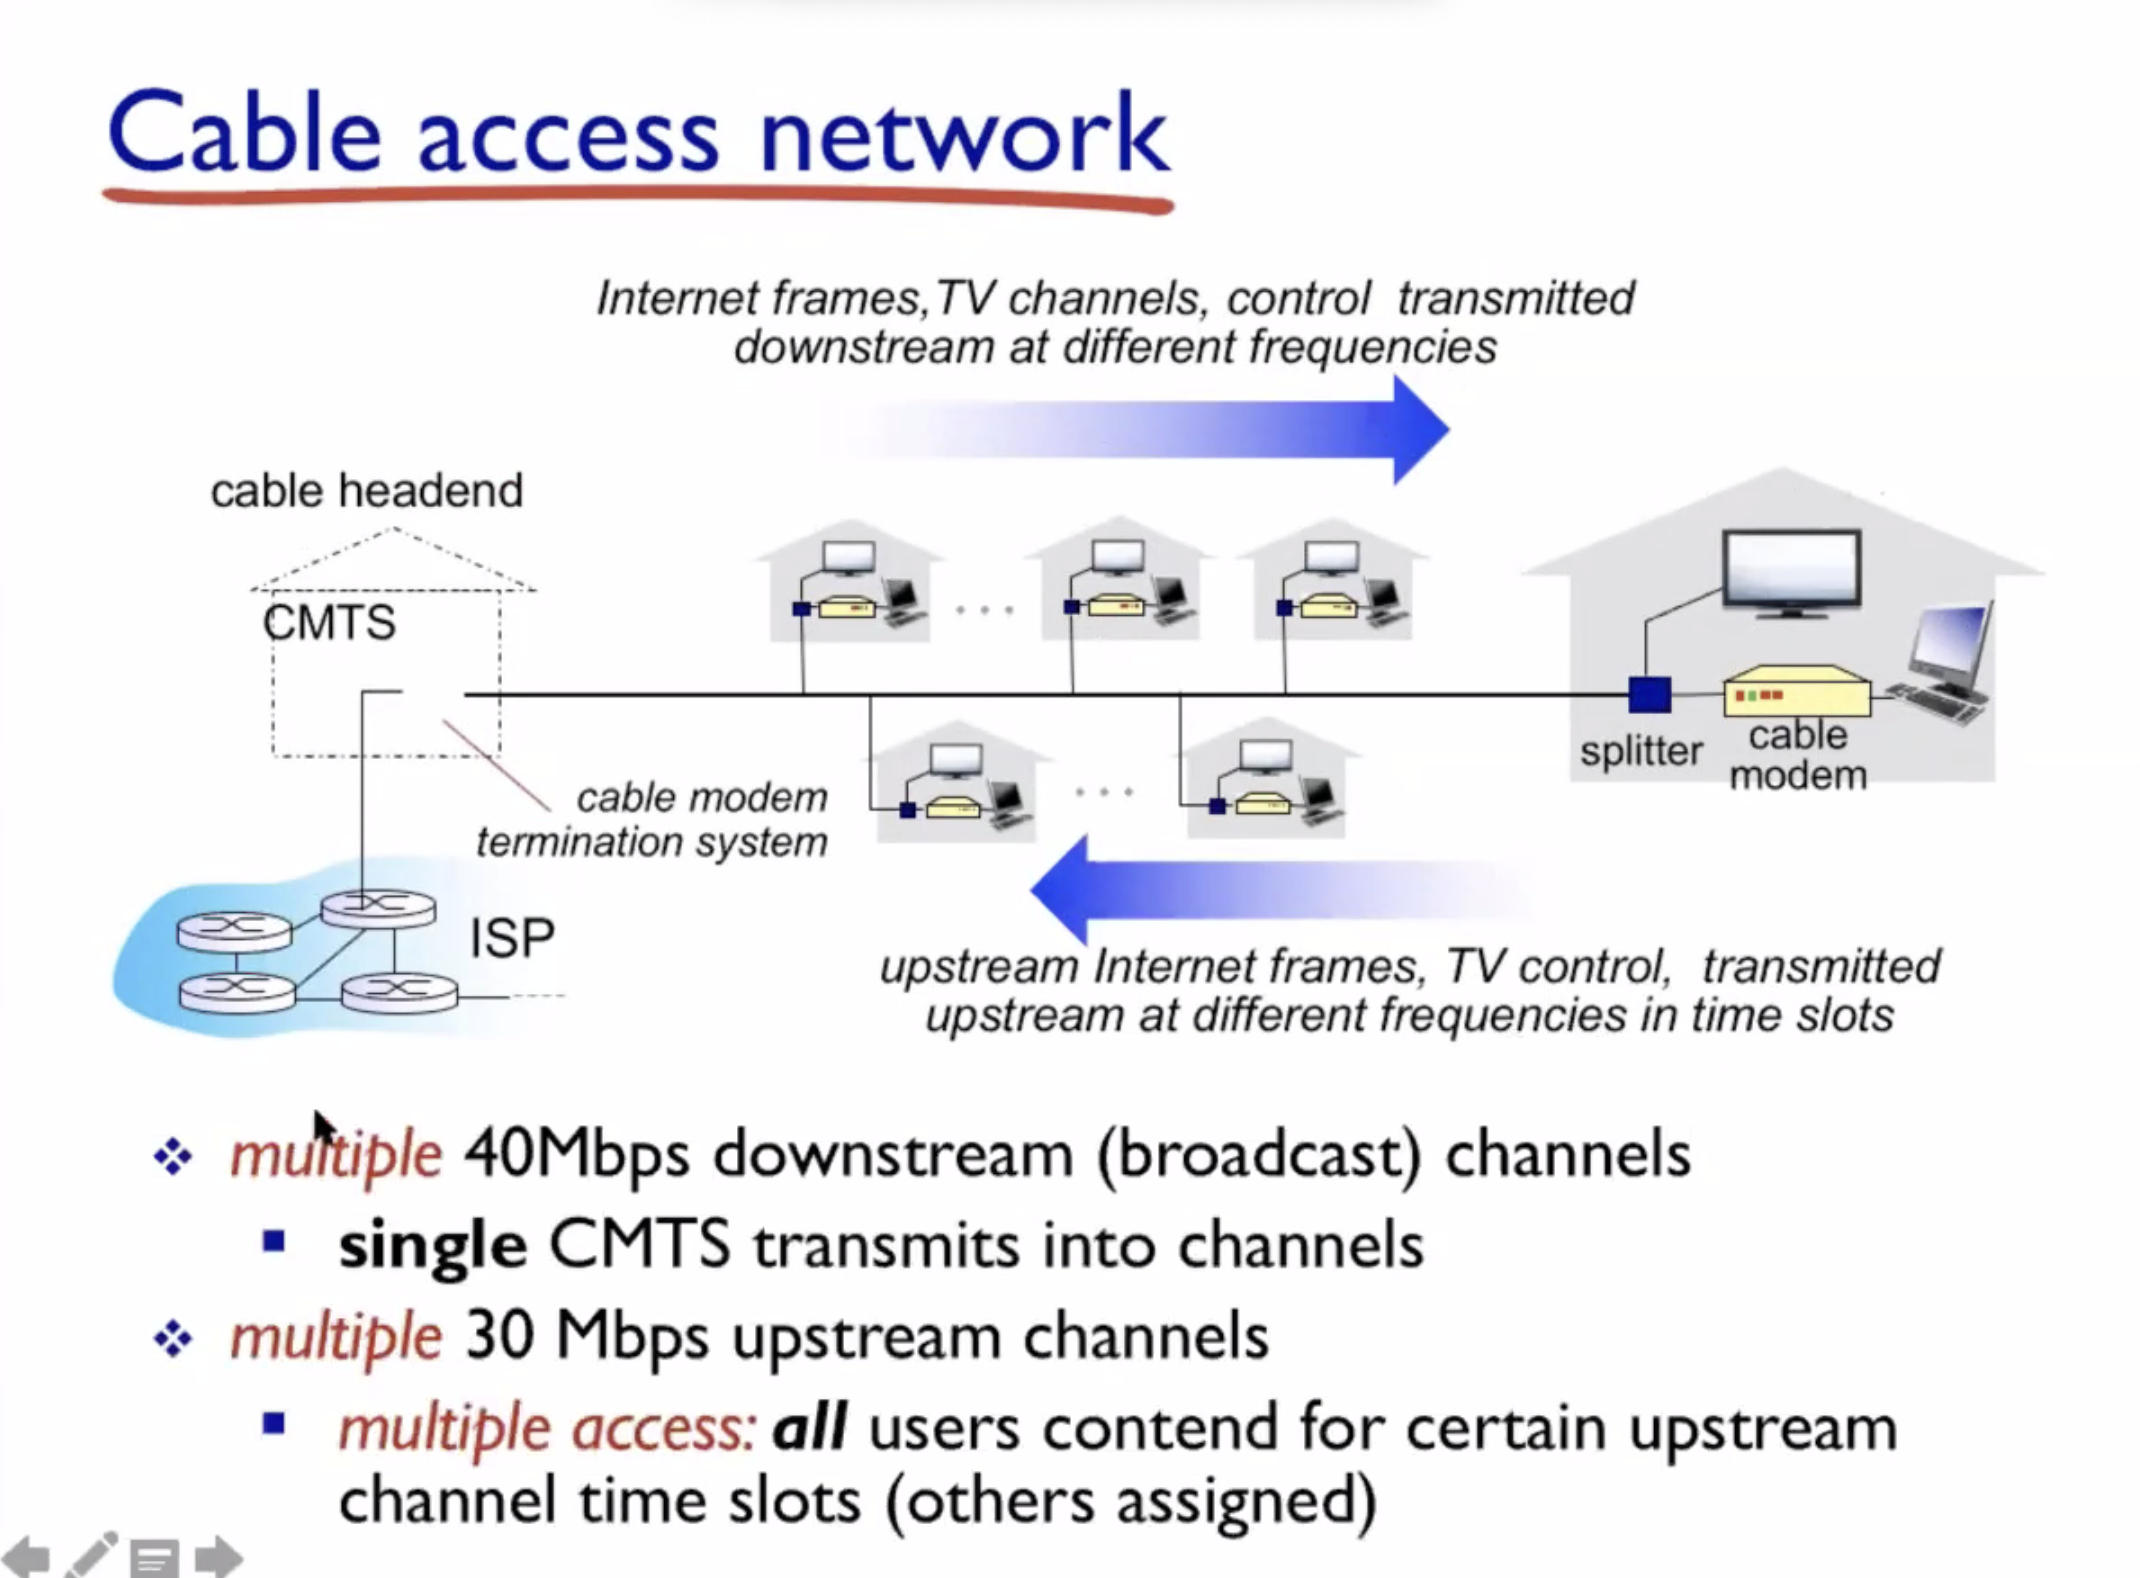 Cable access network
Internet frames, TV channels, control transmitted
downstream at different frequencies
cable headend
CMTS
splitter
cable
modem
cable modem
termination system
ISP
upstream Internet frames, TV control, transmitted
upstream at different frequencies in time slots
multiple 40Mbps downstream (broadcast) channels
single CMTS transmits into channels
multiple 30 Mbps upstream channels
multiple access: all users contend for certain upstream
channel time slots (others assigned)